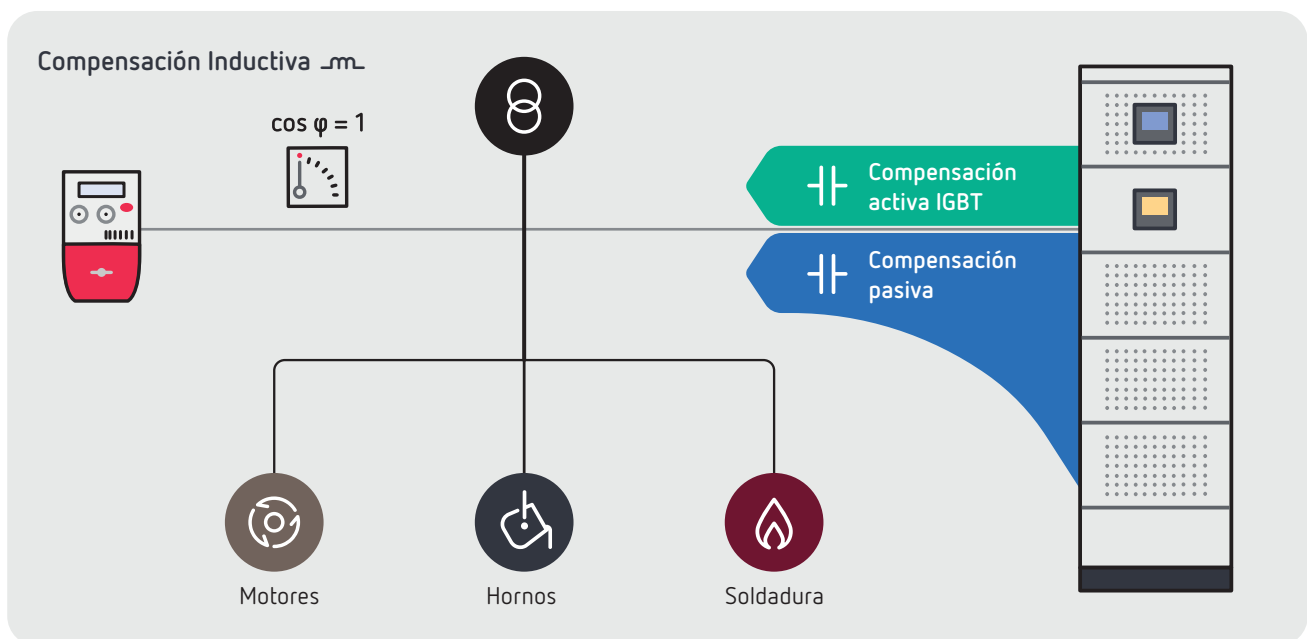 Compensación Inductiva
cos φ = 1
Compensación
activa IGBT
Compensación
pasiva
Motores
Hornos
Soldadura